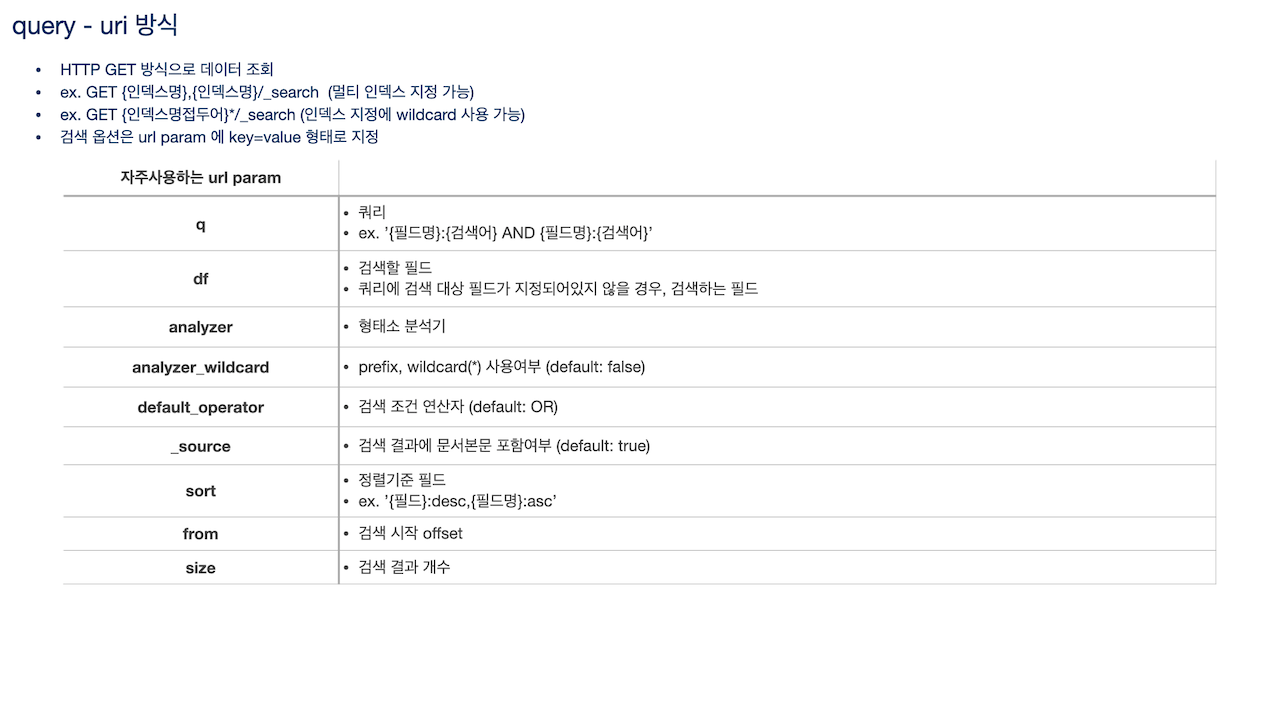 query - uri 방식
• HTTP GET 방식으로 데이터 조회
• ex. GET {인덱스명},{인덱스명}/_search (멀티 인덱스 지정 가능)
• ex. GET {인덱스명접두어}*/_search (인덱스 지정에 wildcard 사용 가능)
• 검색 옵션은 url param 에 key=value 형태로 지정
자주사용하는 url param
q
• 쿼리
• ex. ’{필드명}:{검색어} AND {필드명}:{검색어}’
df
• 검색할 필드
• 쿼리에 검색 대상 필드가 지정되어있지 않을 경우, 검색하는 필드
analyzer
• 형태소 분석기
analyzer_wildcard
• prefix, wildcard(*) 사용여부 (default: false)
default_operator
• 검색 조건 연산자 (default: OR)
_source
• 검색 결과에 문서본문 포함여부 (default: true)
sort
• 정렬기준 필드
• ex. ’{필드}:desc,{필드명}:asc’
from
• 검색 시작 offset
size
• 검색 결과 개수